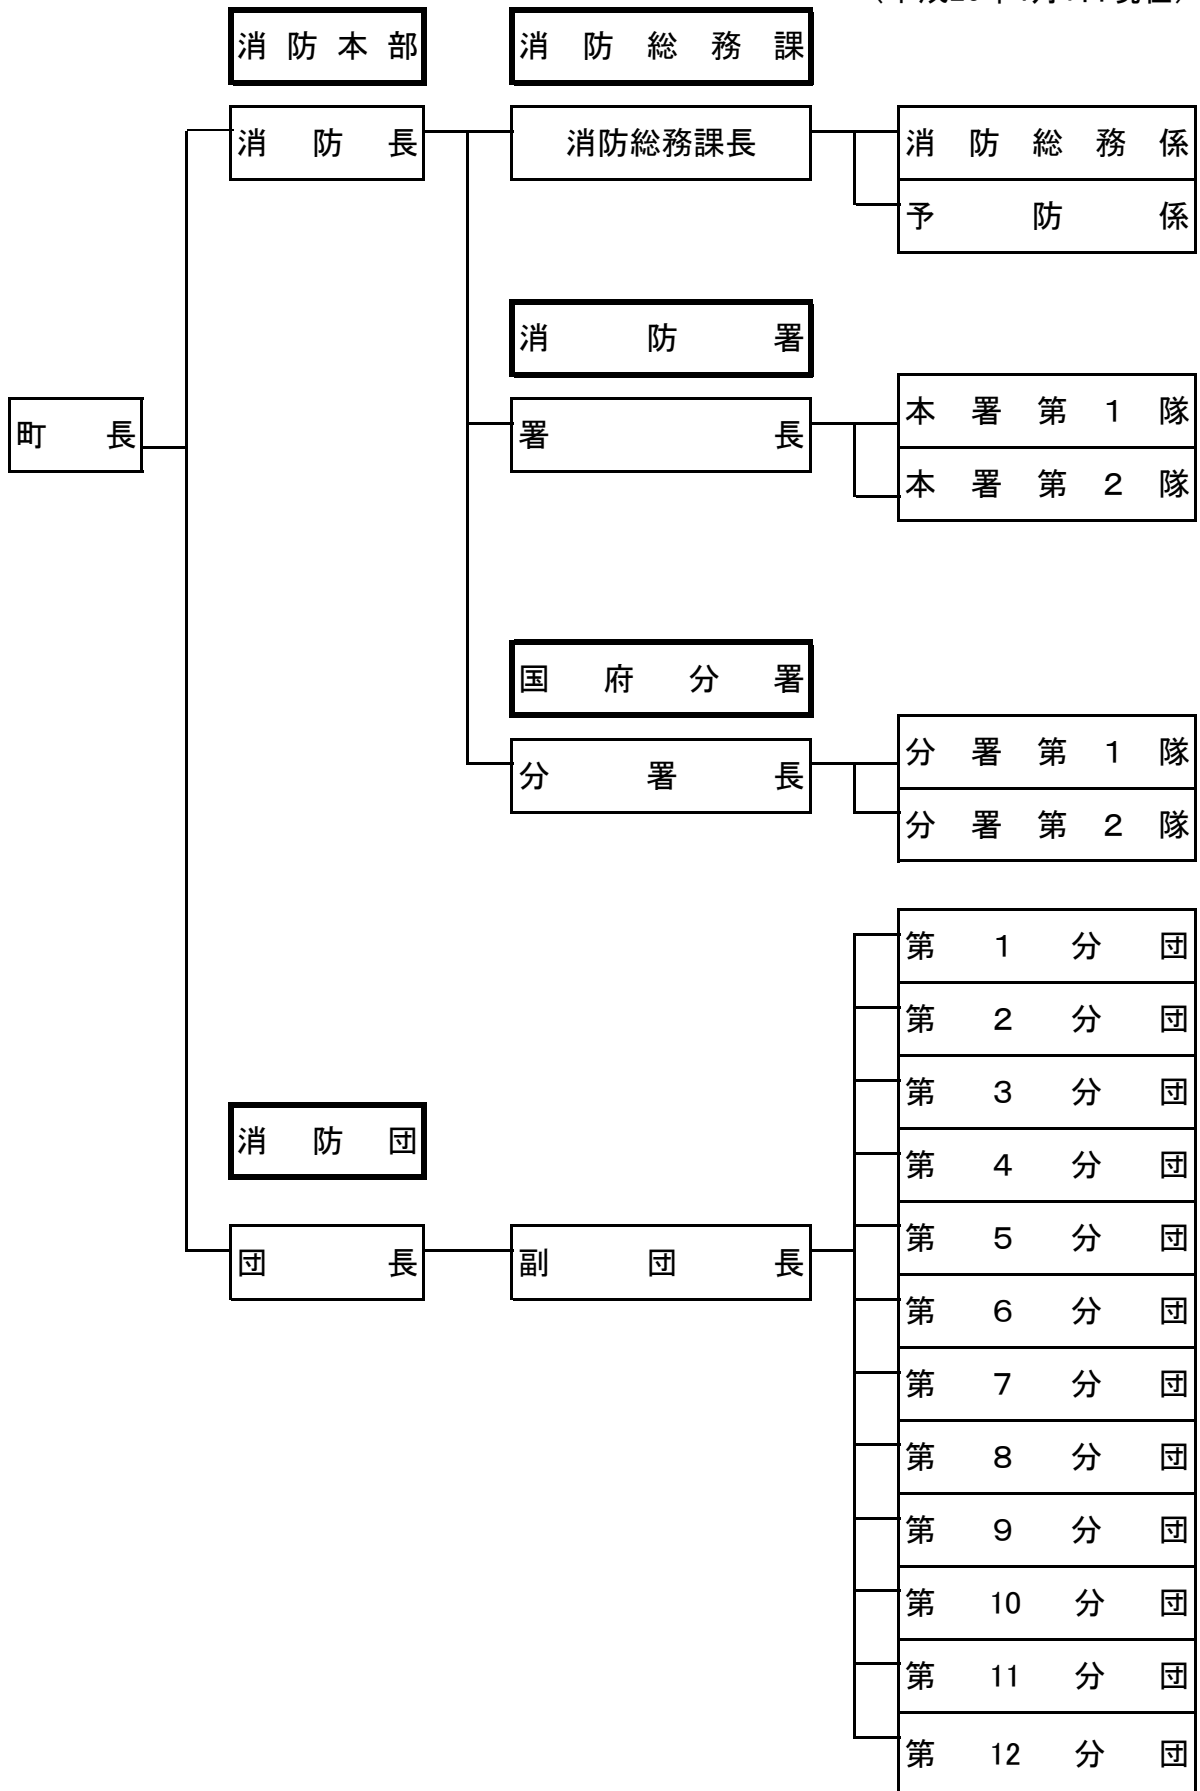 消防本部
消防総務課
消防長
消防総務課長
消防総務係
予防係
消防署
町長
署長
本署第1隊
本署第2隊
国府分署
分署長
分署第1隊
分署第2隊
消防団
団長
副団長
第1分団
第2分団
第3分団
第4分団
第5分団
第6分団
第7分団
第8分団
第9分団
第10分団
第11分団
第12分団